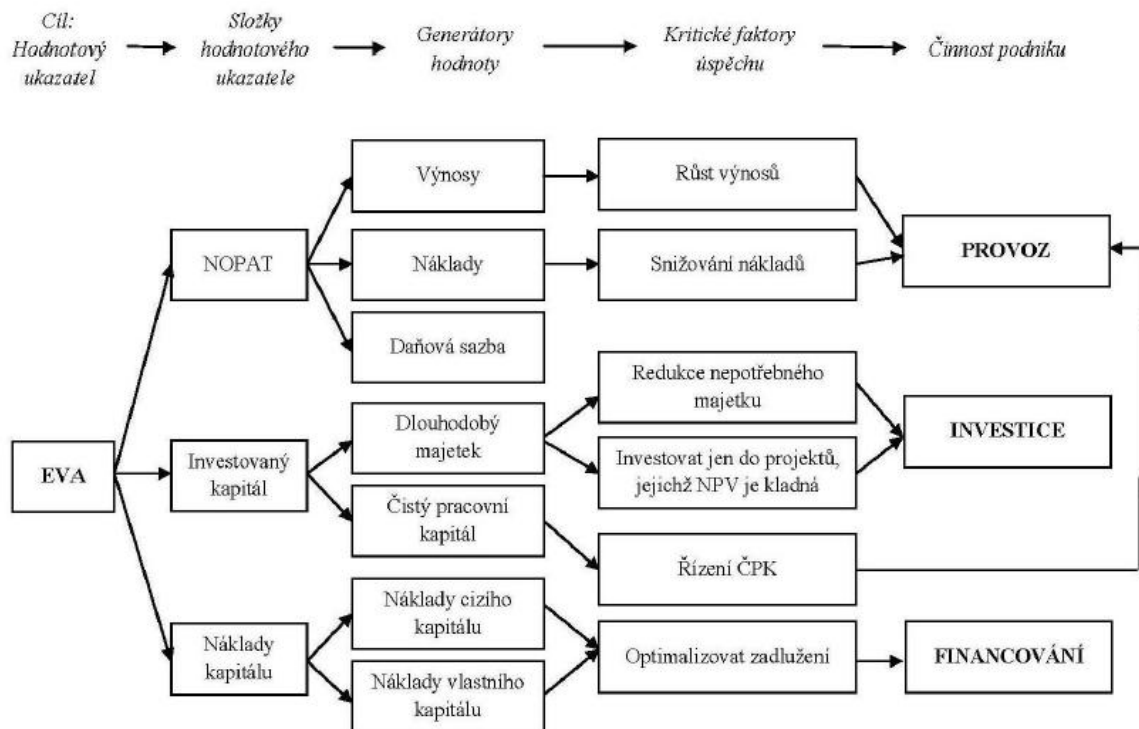 Cíl:
Hodnotový
ukazatel
Složky
hodnotového
ukazatele
Generátory
hodnoty
Kritické faktory
úspěchu
Činnost podniku
Výnosy
Růst výnosů
NOPAT
Náklady
Snižování nákladů
PROVOZ
Daňová sazba
Redukce nepotřebného
majetku
Dlouhodobý
majetek
INVESTICE
EVA
Investovaný
kapitál
Investovat jen do projektů,
jejichž NPV je kladná
Čistý pracovní
kapitál
Řízení ČPK
Náklady cizího
kapitálu
Náklady
kapitálu
Optimalizovat zadlužení
FINANCOVÁNÍ
Náklady vlastního
kapitálu